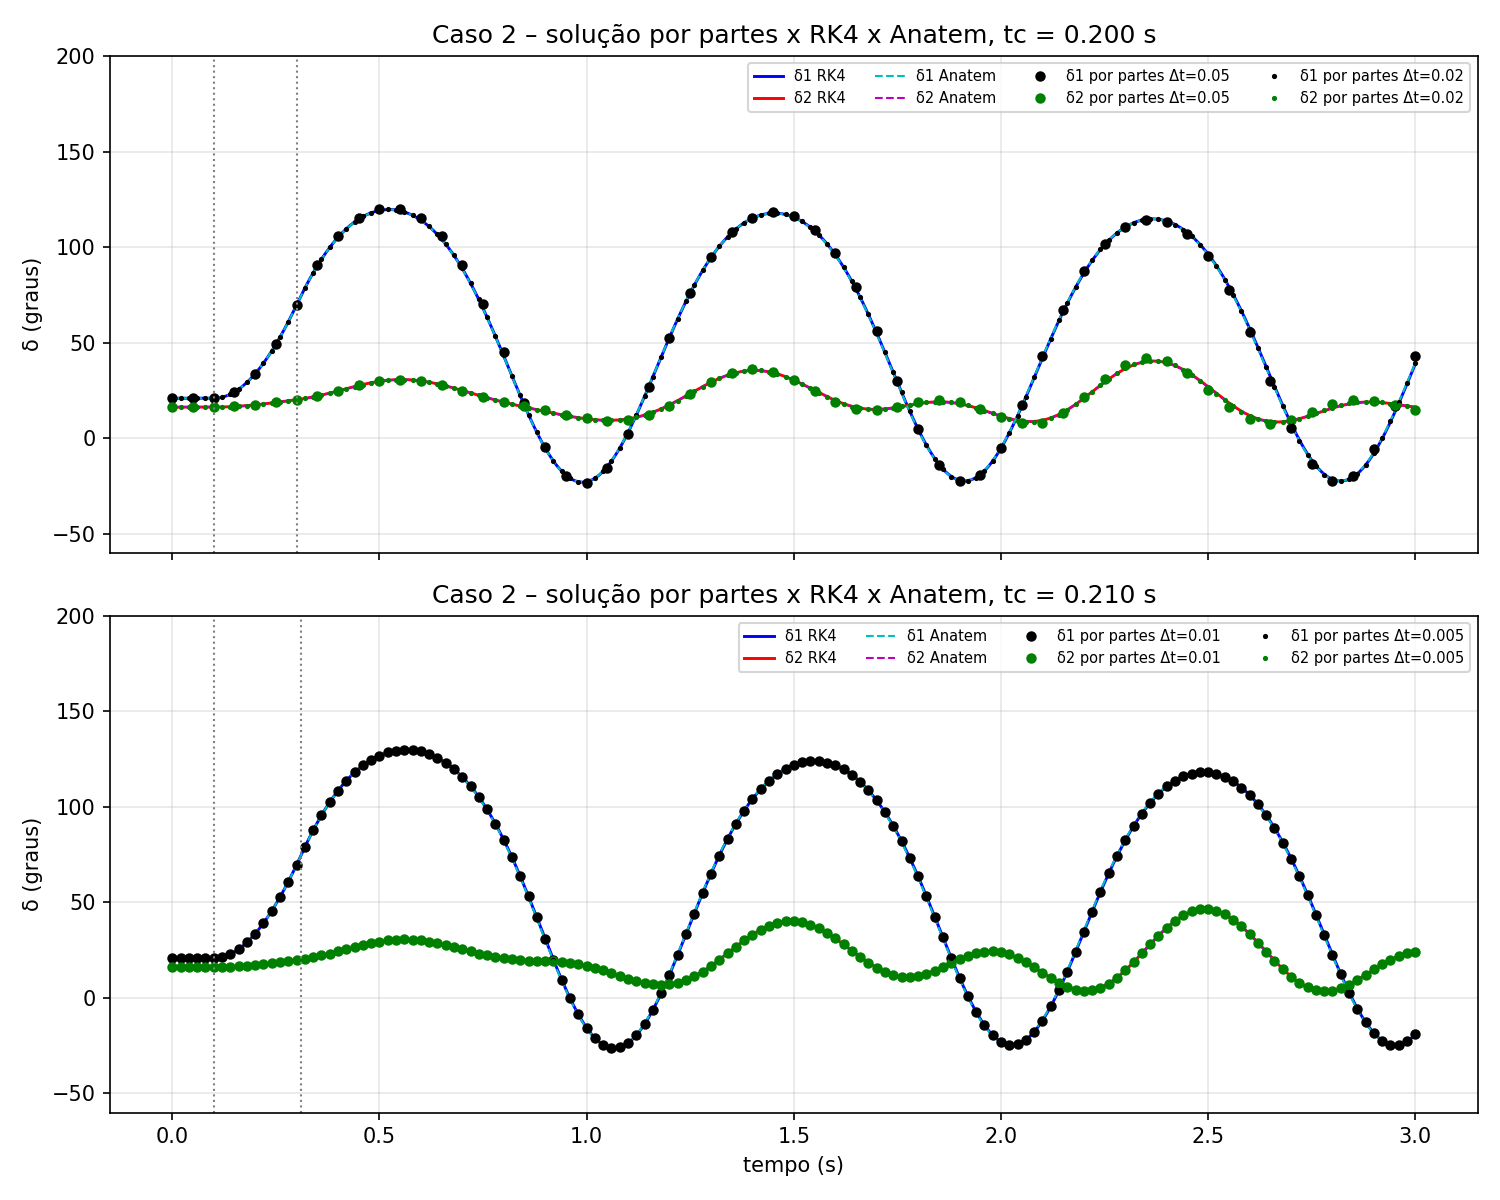 Caso 2 – solução por partes x RK4 x Anatem, tc = 0.200 s
200
150
100
50
0
−50
δ (graus)
δ1 RK4 δ1 Anatem δ1 por partes Δt=0.05 δ1 por partes Δt=0.02
δ2 RK4 δ2 Anatem δ2 por partes Δt=0.05 δ2 por partes Δt=0.02
Caso 2 – solução por partes x RK4 x Anatem, tc = 0.210 s
200
150
100
50
0
−50
δ (graus)
δ1 RK4 δ1 Anatem δ1 por partes Δt=0.01 δ1 por partes Δt=0.005
δ2 RK4 δ2 Anatem δ2 por partes Δt=0.01 δ2 por partes Δt=0.005
0.0 0.5 1.0 1.5 2.0 2.5 3.0
tempo (s)